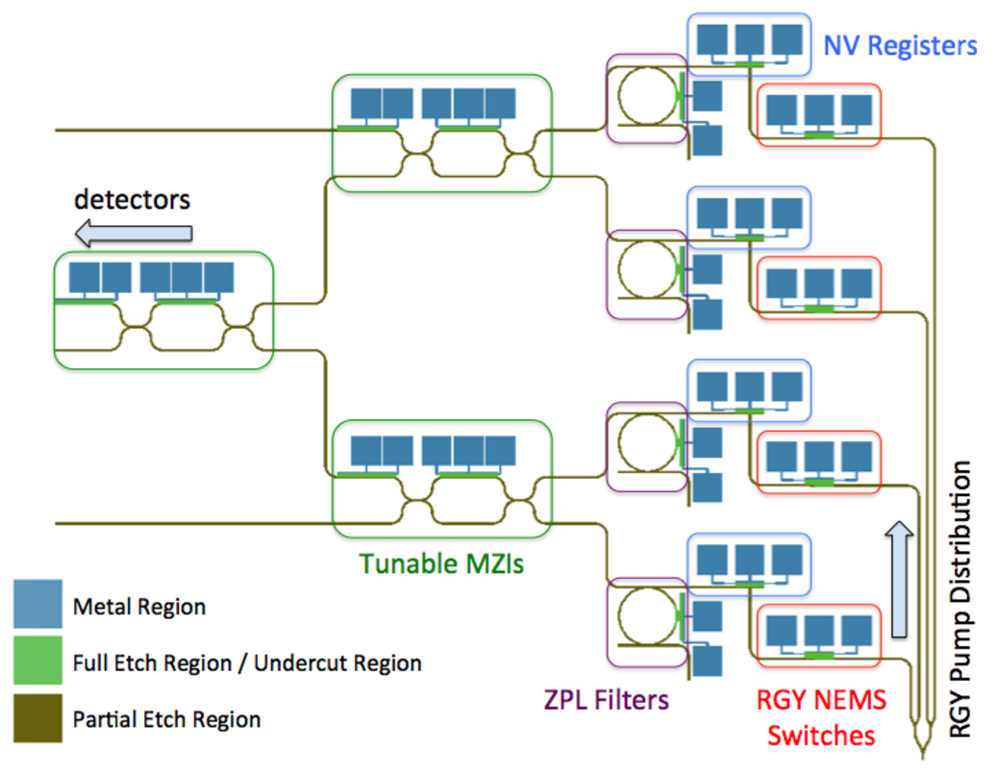 NV Registers
detectors
Tunable MZIs
Metal Region
Full Etch Region / Undercut Region
Partial Etch Region
ZPL Filters
RGY NEMS
Switches
RGY Pump Distribution